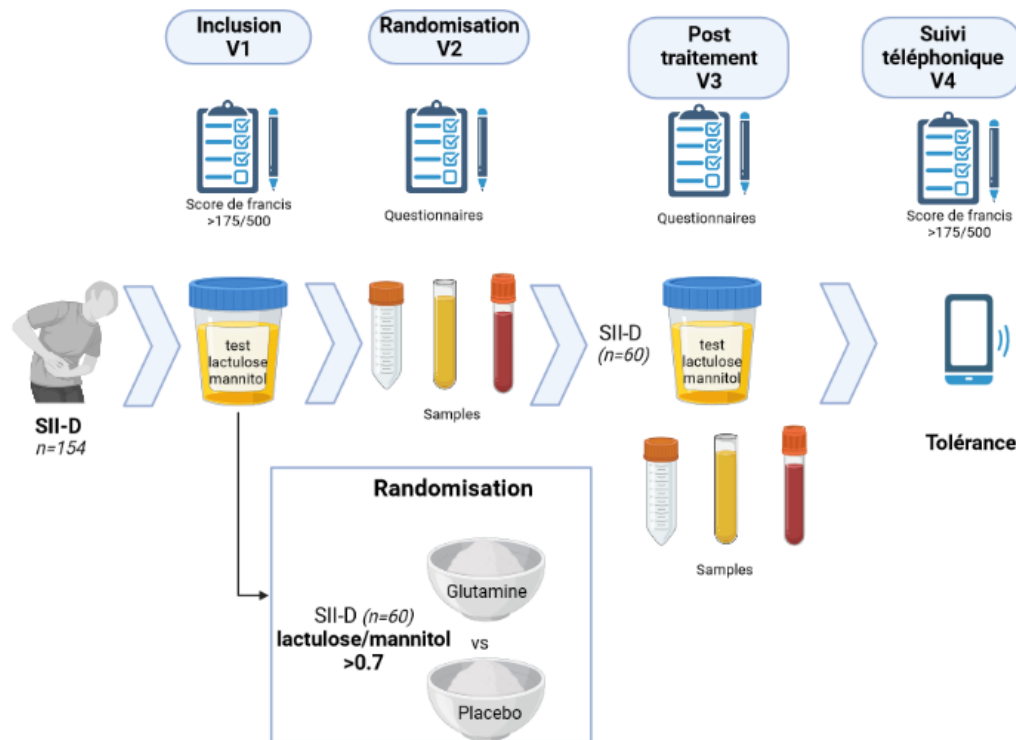 Inclusion
V1
Randomisation
V2
Post
traitement
V3
Suivi
téléphonique
V4
Score de francis
>175/500
Questionnaires
Questionnaires
Score de francis
>175/500
test
lactulose
mannitol
SII-D
(n=60)
test
lactulose
mannitol
SII-D
n=154
Samples
Tolérance
Randomisation
Samples
Glutamine
SII-D (n=60)
lactulose/mannitol
>0.7
vs
Placebo